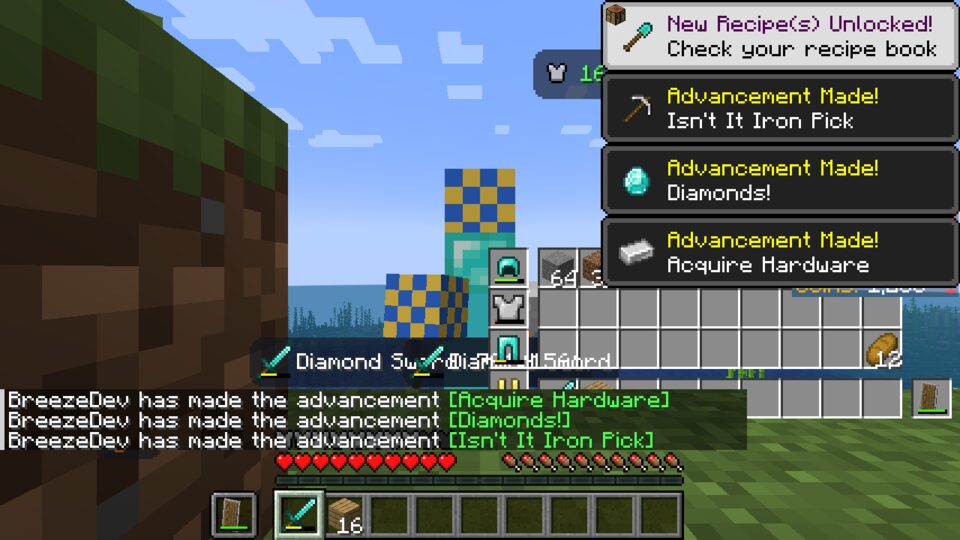 New Recipe(s) Unlocked!
Check your recipe book
16
Advancement Made!
Isn't It Iron Pick
Advancement Made!
Diamonds!
Advancement Made!
Acquire Hardware
64
12
Diamond Sword
BreezeDev has made the advancement [Acquire Hardware]
BreezeDev has made the advancement [Diamonds!]
BreezeDev has made the advancement [Isn't It Iron Pick]
16